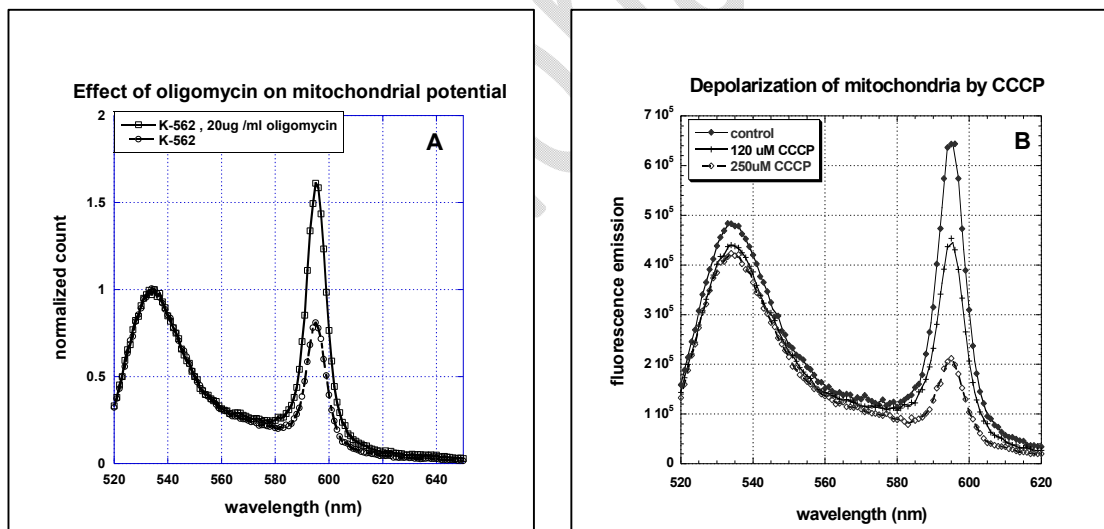 Effect of oligomycin on mitochondrial potential
K-562 , 20ug /ml oligomycin
K-562
A
2
1.5
1
0.5
0
normalized count
520 540 560 580 600 620 640
wavelength (nm)
Depolarization of mitochondria by CCCP
control
120 uM CCCP
250uM CCCP
B
7 10⁵
6 10⁵
5 10⁵
4 10⁵
3 10⁵
2 10⁵
1 10⁵
0
fluorescence emission
520 540 560 580 600 620
wavelength (nm)